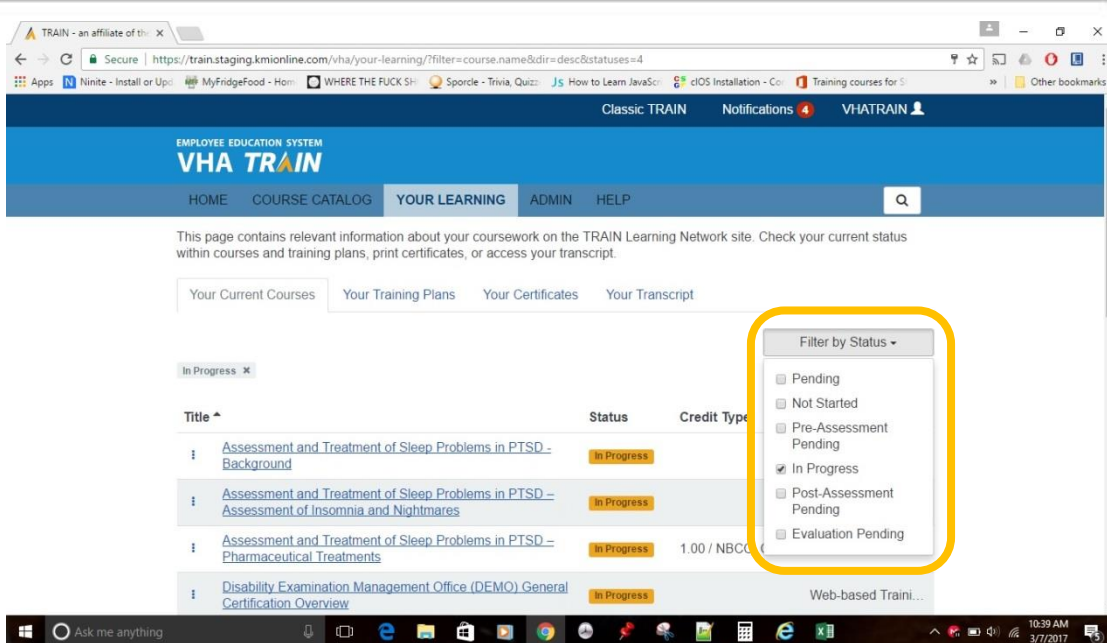 TRAIN - an affiliate of the
Secure | https://train.staging.kmionline.com/vha/your-learning/?filter=course.name&dir=desc&statuses=4
Apps Ninite - Install or Upd MyFridgeFood - Hom WHERE THE FUCK SH Sporcle - Trivia, Quizz JS How to Learn JavaScri cIOS Installation - Co Training courses for S » Other bookmarks
Classic TRAIN Notifications 4 VHATRAIN
EMPLOYEE EDUCATION SYSTEM
VHA TRAIN
HOME COURSE CATALOG YOUR LEARNING ADMIN HELP
This page contains relevant information about your coursework on the TRAIN Learning Network site. Check your current status
within courses and training plans, print certificates, or access your transcript.
Your Current Courses Your Training Plans Your Certificates Your Transcript
Filter by Status
In Progress ×
Pending
Not Started
Pre-Assessment
Pending
In Progress
Post-Assessment
Pending
Evaluation Pending
Title Status Credit Type
Assessment and Treatment of Sleep Problems in PTSD -
Background
In Progress
Assessment and Treatment of Sleep Problems in PTSD –
Assessment of Insomnia and Nightmares
In Progress
Assessment and Treatment of Sleep Problems in PTSD –
Pharmaceutical Treatments
In Progress 1.00 / NBCC,
Disability Examination Management Office (DEMO) General
Certification Overview
In Progress Web-based Traini...
Ask me anything
10:39 AM
3/7/2017